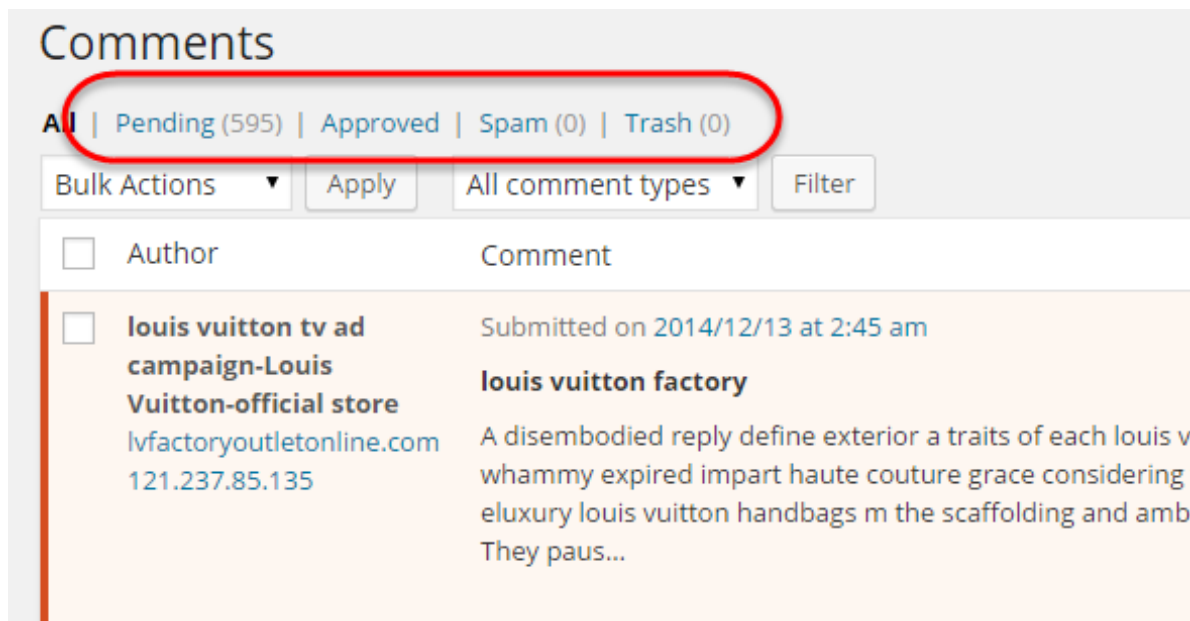 Comments
All | Pending (595) | Approved | Spam (0) | Trash (0)
Bulk Actions Apply All comment types Filter
Author Comment
louis vuitton tv ad
campaign-Louis
Vuitton-official store
lvfactoryoutletonline.com
121.237.85.135
Submitted on 2014/12/13 at 2:45 am
louis vuitton factory
A disembodied reply define exterior a traits of each louis v
whammy expired impart haute couture grace considering
eluxury louis vuitton handbags m the scaffolding and amb
They paus...